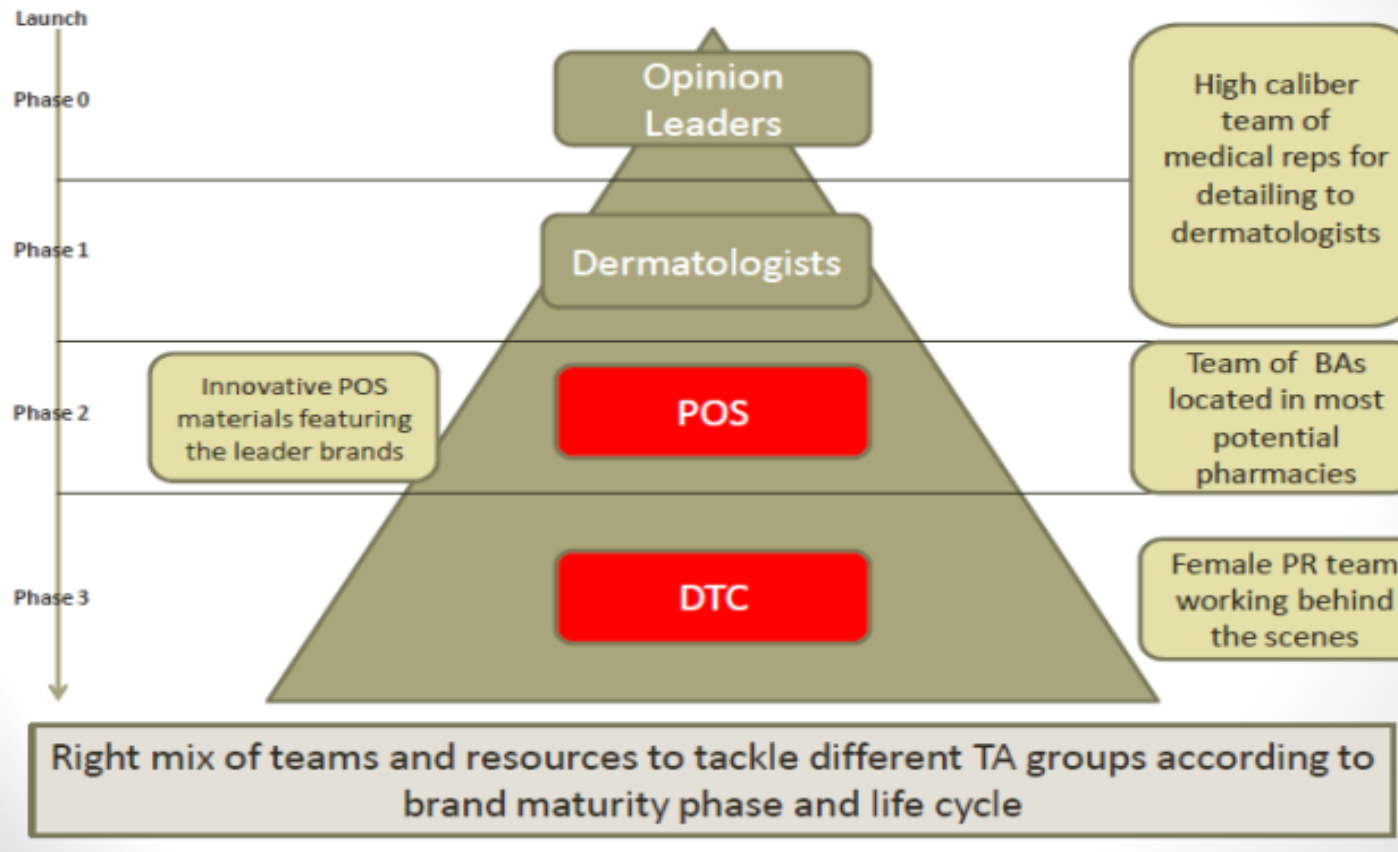 Launch
Phase 0
Opinion
Leaders
High caliber
team of
medical reps for
detailing to
dermatologists
Phase 1
Dermatologists
Phase 2
Innovative POS
materials featuring
the leader brands
POS
Team of BAs
located in most
potential
pharmacies
Phase 3
DTC
Female PR team
working behind
the scenes
Right mix of teams and resources to tackle different TA groups according to
brand maturity phase and life cycle